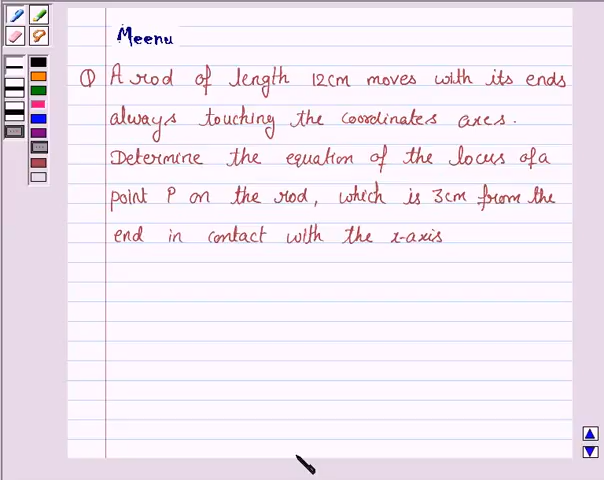 Meenu
Q A rod of length 12cm moves with its ends
always touching the coordinates axes.
Determine the equation of the locus of a
point P on the rod, which is 3cm from the
end in contact with the x-axis